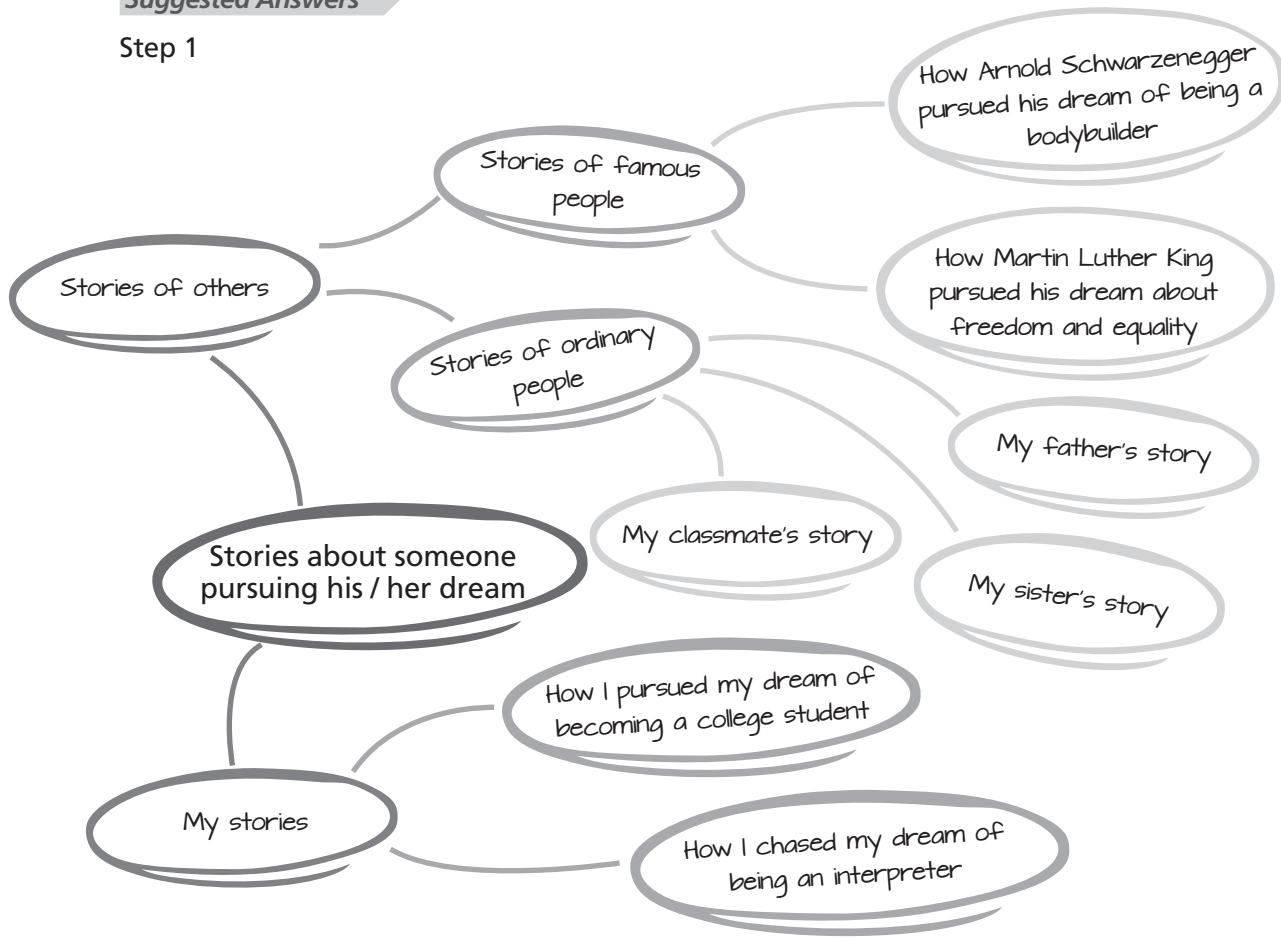 Suggested Answers
Step 1
How Arnold Schwarzenegger
pursued his dream of being a
bodybuilder
Stories of famous
people
Stories of others
How Martin Luther King
pursued his dream about
freedom and equality
Stories of ordinary
people
My father's story
My classmate's story
My sister's story
Stories about someone
pursuing his / her dream
How I pursued my dream of
becoming a college student
My stories
How I chased my dream of
being an interpreter